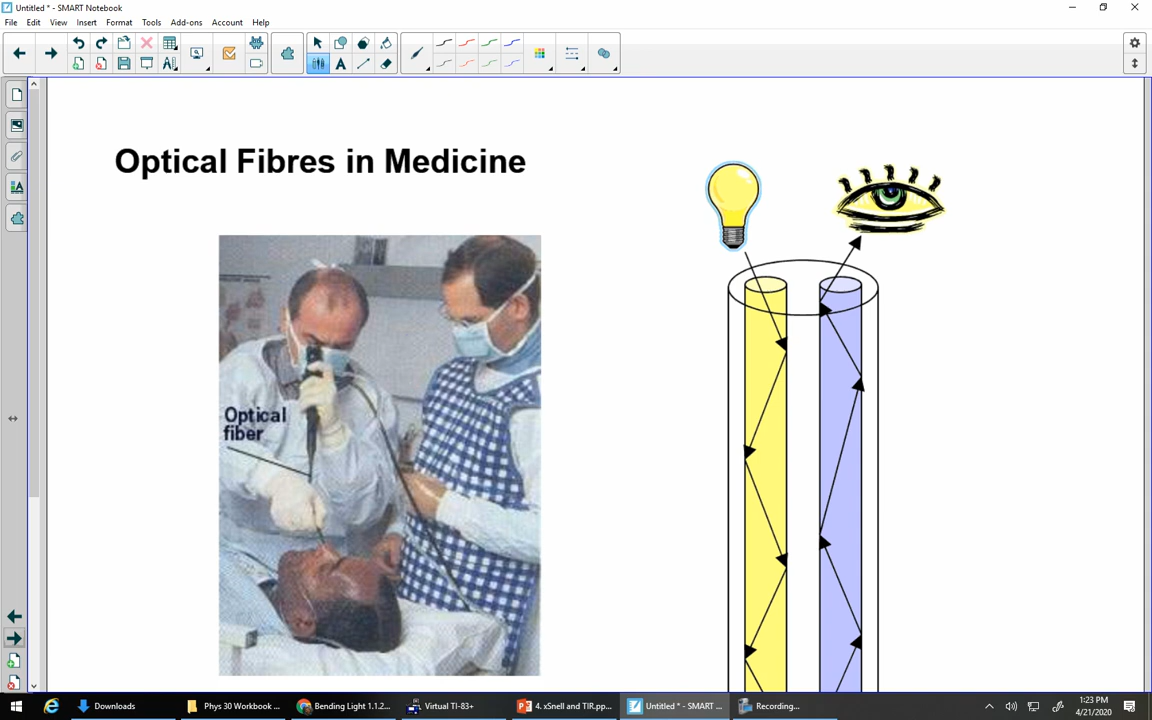 Untitled * - SMART Notebook
File Edit View Insert Format Tools Add-ons Account Help
Optical Fibres in Medicine
Optical
fiber
Downloads
Phys 30 Workbook ...
Bending Light 1.1.2...
Virtual TI-83+
4. xSnell and TIR.pp...
Untitled * - SMART ...
Recording...
1:23 PM
4/21/2020